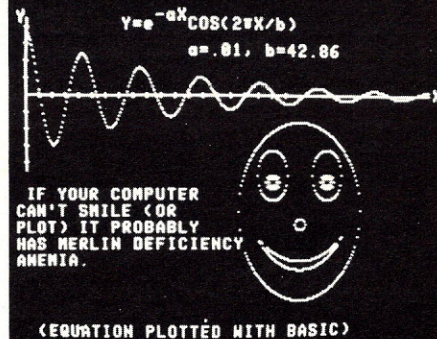 Y
Y=e^-aX COS(2πX/b)
a=.01, b=42.86
X
IF YOUR COMPUTER
CAN'T SMILE (OR
PLOT) IT PROBABLY
HAS MERLIN DEFICIENCY
ANEMIA.
(EQUATION PLOTTED WITH BASIC)